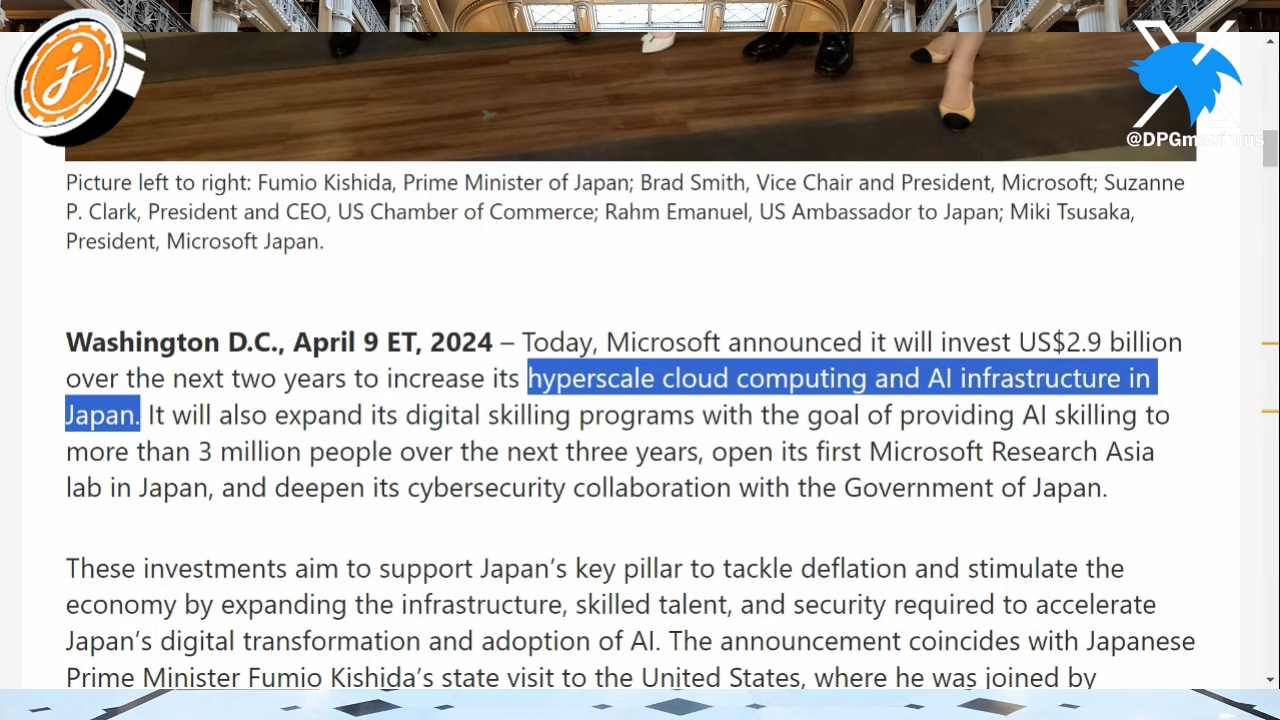 j
X
@DPGmaximus
Picture left to right: Fumio Kishida, Prime Minister of Japan; Brad Smith, Vice Chair and President, Microsoft; Suzanne
P. Clark, President and CEO, US Chamber of Commerce; Rahm Emanuel, US Ambassador to Japan; Miki Tsusaka,
President, Microsoft Japan.
Washington D.C., April 9 ET, 2024 – Today, Microsoft announced it will invest US$2.9 billion
over the next two years to increase its hyperscale cloud computing and AI infrastructure in
Japan. It will also expand its digital skilling programs with the goal of providing AI skilling to
more than 3 million people over the next three years, open its first Microsoft Research Asia
lab in Japan, and deepen its cybersecurity collaboration with the Government of Japan.
These investments aim to support Japan’s key pillar to tackle deflation and stimulate the
economy by expanding the infrastructure, skilled talent, and security required to accelerate
Japan’s digital transformation and adoption of AI. The announcement coincides with Japanese
Prime Minister Fumio Kishida’s state visit to the United States, where he was joined by